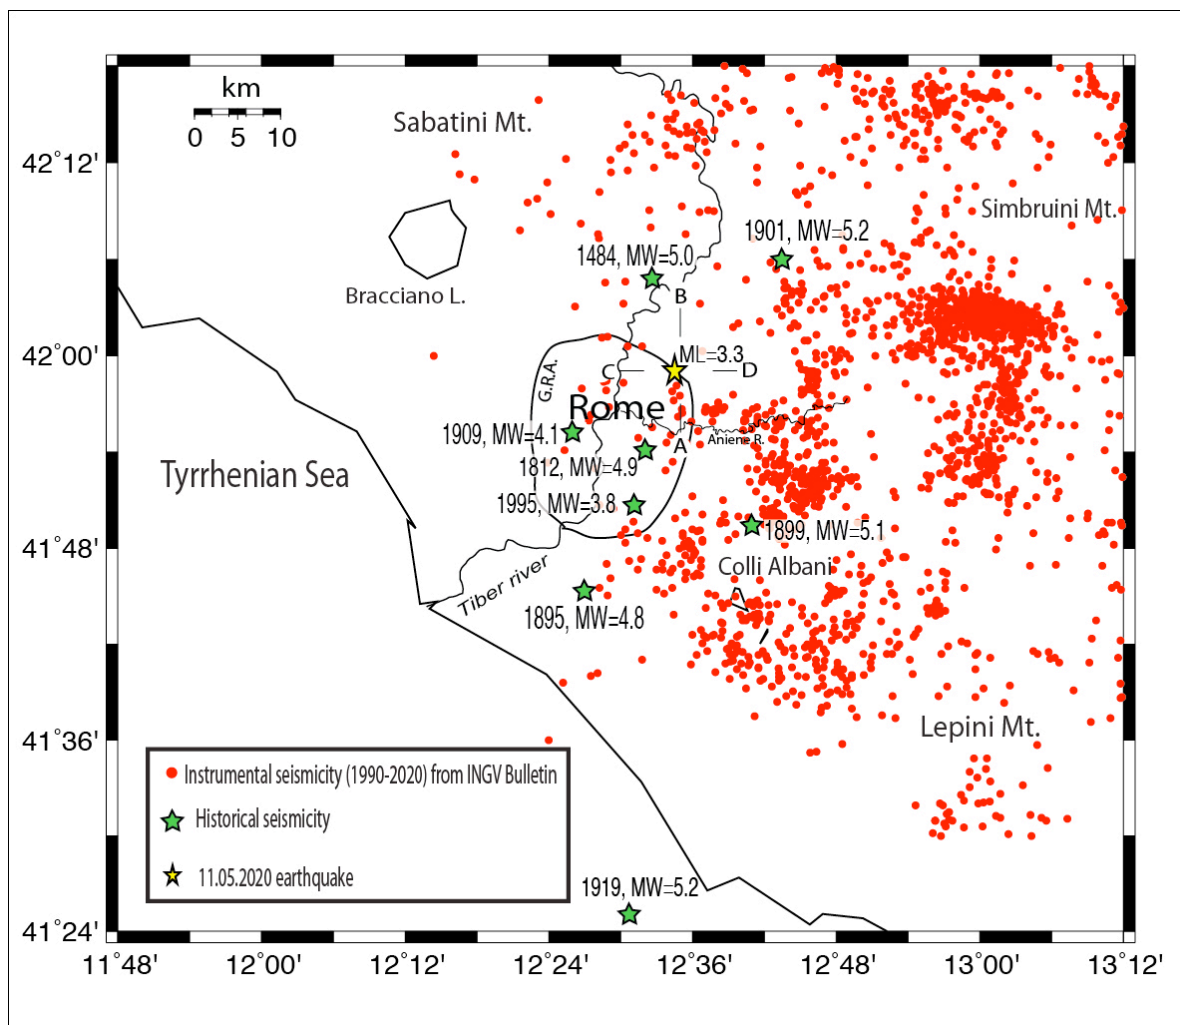 km
0 5 10
Sabatini Mt.
42°12'
Simbruini Mt.
1901, MW=5.2
1484, MW=5.0
B
Bracciano L.
42°00'
ML=3.3
C
D
G.R.A.
Rome
1909, MW=4.1
A
Aniene R.
1812, MW=4.9
Tyrrhenian Sea
1995, MW=3.8
1899, MW=5.1
41°48'
Colli Albani
Tiber river
1895, MW=4.8
Lepini Mt.
41°36'
Instrumental seismicity (1990-2020) from INGV Bulletin
Historical seismicity
11.05.2020 earthquake
1919, MW=5.2
41°24'
11°48' 12°00' 12°12' 12°24' 12°36' 12°48' 13°00' 13°12'